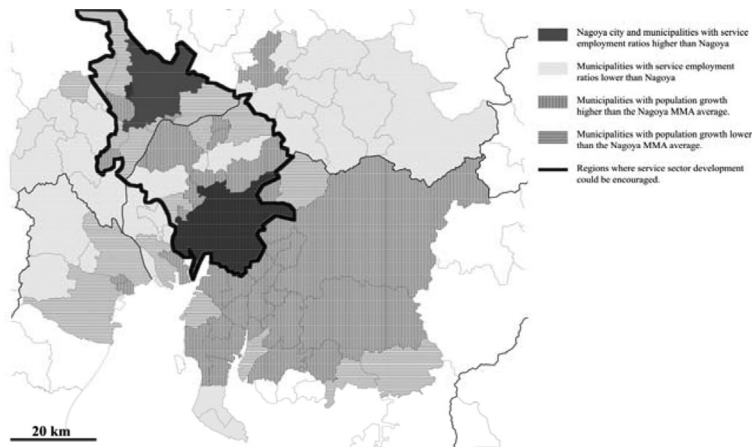 Nagoya city and municipalities with service
employment ratios higher than Nagoya
Municipalities with service employment
ratios lower than Nagoya
Municipalities with population growth
higher than the Nagoya MMA average.
Municipalities with population growth lower
than the Nagoya MMA average.
Regions where service sector development
could be encouraged.
20 km